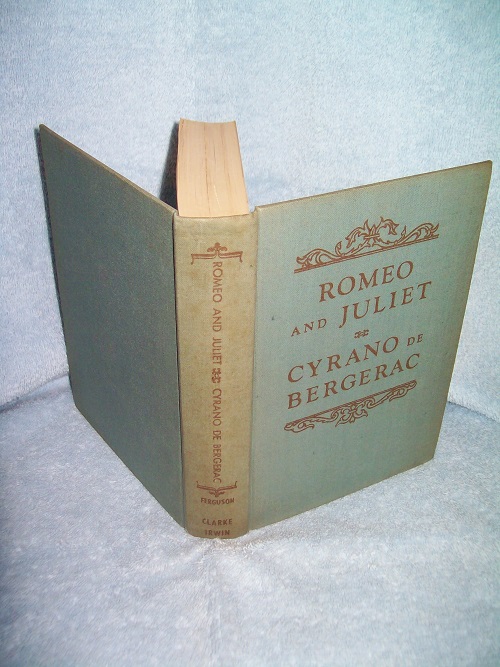 ROMEO
AND JULIET
CYRANO DE
BERGERAC
ROMEO AND JULIET CYRANO DE BERGERAC
FERGUSON
CLARKE
IRWIN